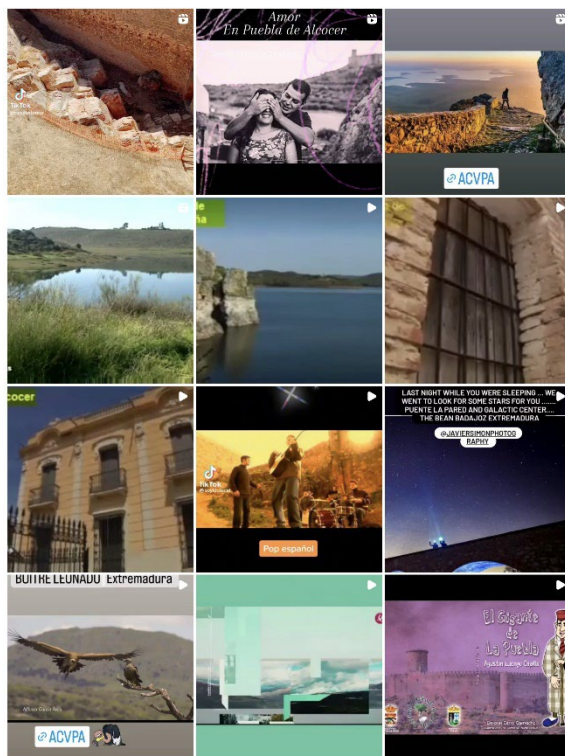 TikTok
Amor
En Puebla de Alcocer
ACVPA
cocer
TikTok
Pop español
LAST NIGHT WHILE YOU WERE SLEEPING ... WE
WENT TO LOOK FOR SOME STARS FOR YOU .......
PUENTE LA PARED AND GALACTIC CENTER....
THE BEAN BADAJOZ EXTREMADURA
@JAVIERSIMONPHOTOG
RAPHY
BUITRE LEONADO Extremadura
ACVPA
El Gigante
de
La Puebla